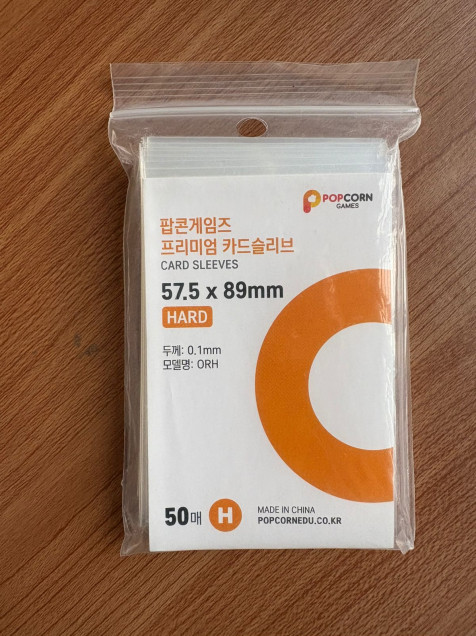 POPCORN
GAMES
팝콘게임즈
프리미엄 카드슬리브
CARD SLEEVES
57.5 x 89mm
HARD
두께: 0.1mm
모델명: ORH
50매 H
MADE IN CHINA
POPCORNEDU.CO.KR